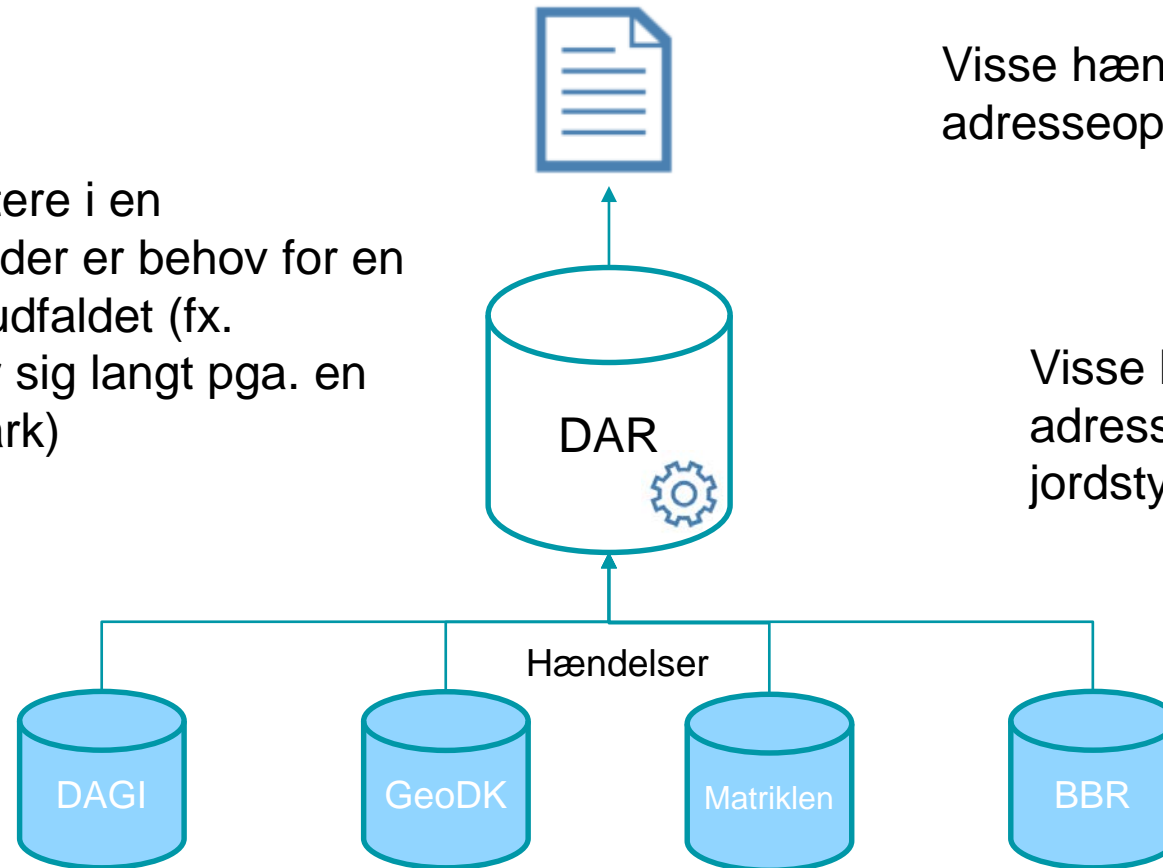 Visse hæn
adresseop
tere i en
der er behov for en
udfaldet (fx.
sig langt pga. en
ark)
DAR
Visse
adress
jordsty
Hændelser
DAGI
GeoDK
Matriklen
BBR